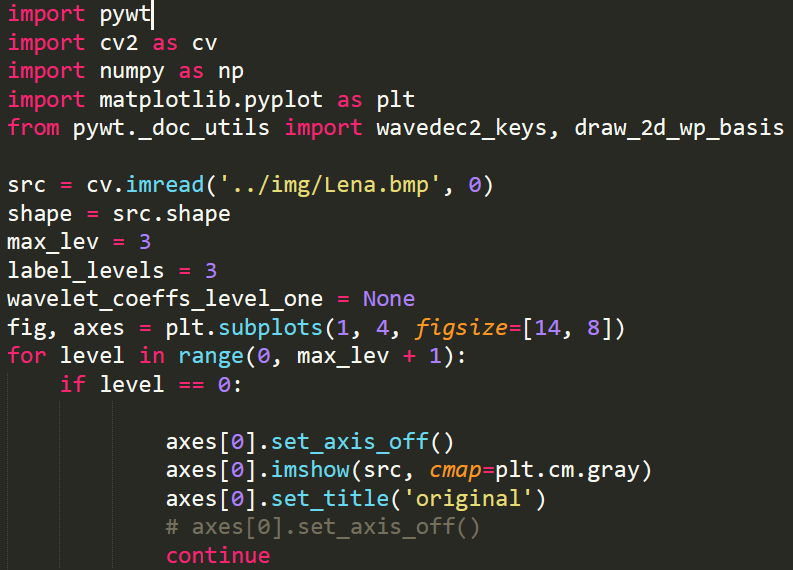 import pywt
import cv2 as cv
import numpy as np
import matplotlib.pyplot as plt
from pywt._doc_utils import wavedec2_keys, draw_2d_wp_basis

src = cv.imread('../img/Lena.bmp', 0)
shape = src.shape
max_lev = 3
label_levels = 3
wavelet_coeffs_level_one = None
fig, axes = plt.subplots(1, 4, figsize=[14, 8])
for level in range(0, max_lev + 1):
    if level == 0:

            axes[0].set_axis_off()
            axes[0].imshow(src, cmap=plt.cm.gray)
            axes[0].set_title('original')
            # axes[0].set_axis_off()
            continue